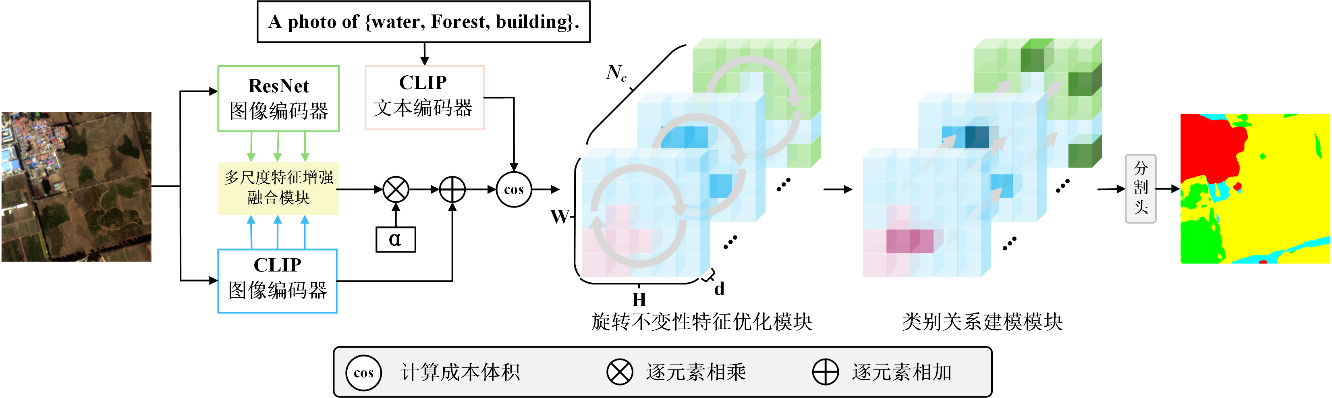 A photo of {water, Forest, building}.
ResNet
图像编码器
CLIP
文本编码器
多尺度特征增强
融合模块
α
cos
CLIP
图像编码器
Nc
W
H
d
旋转不变性特征优化模块
类别关系建模模块
分割头
cos
计算成本体积
逐元素相乘
逐元素相加